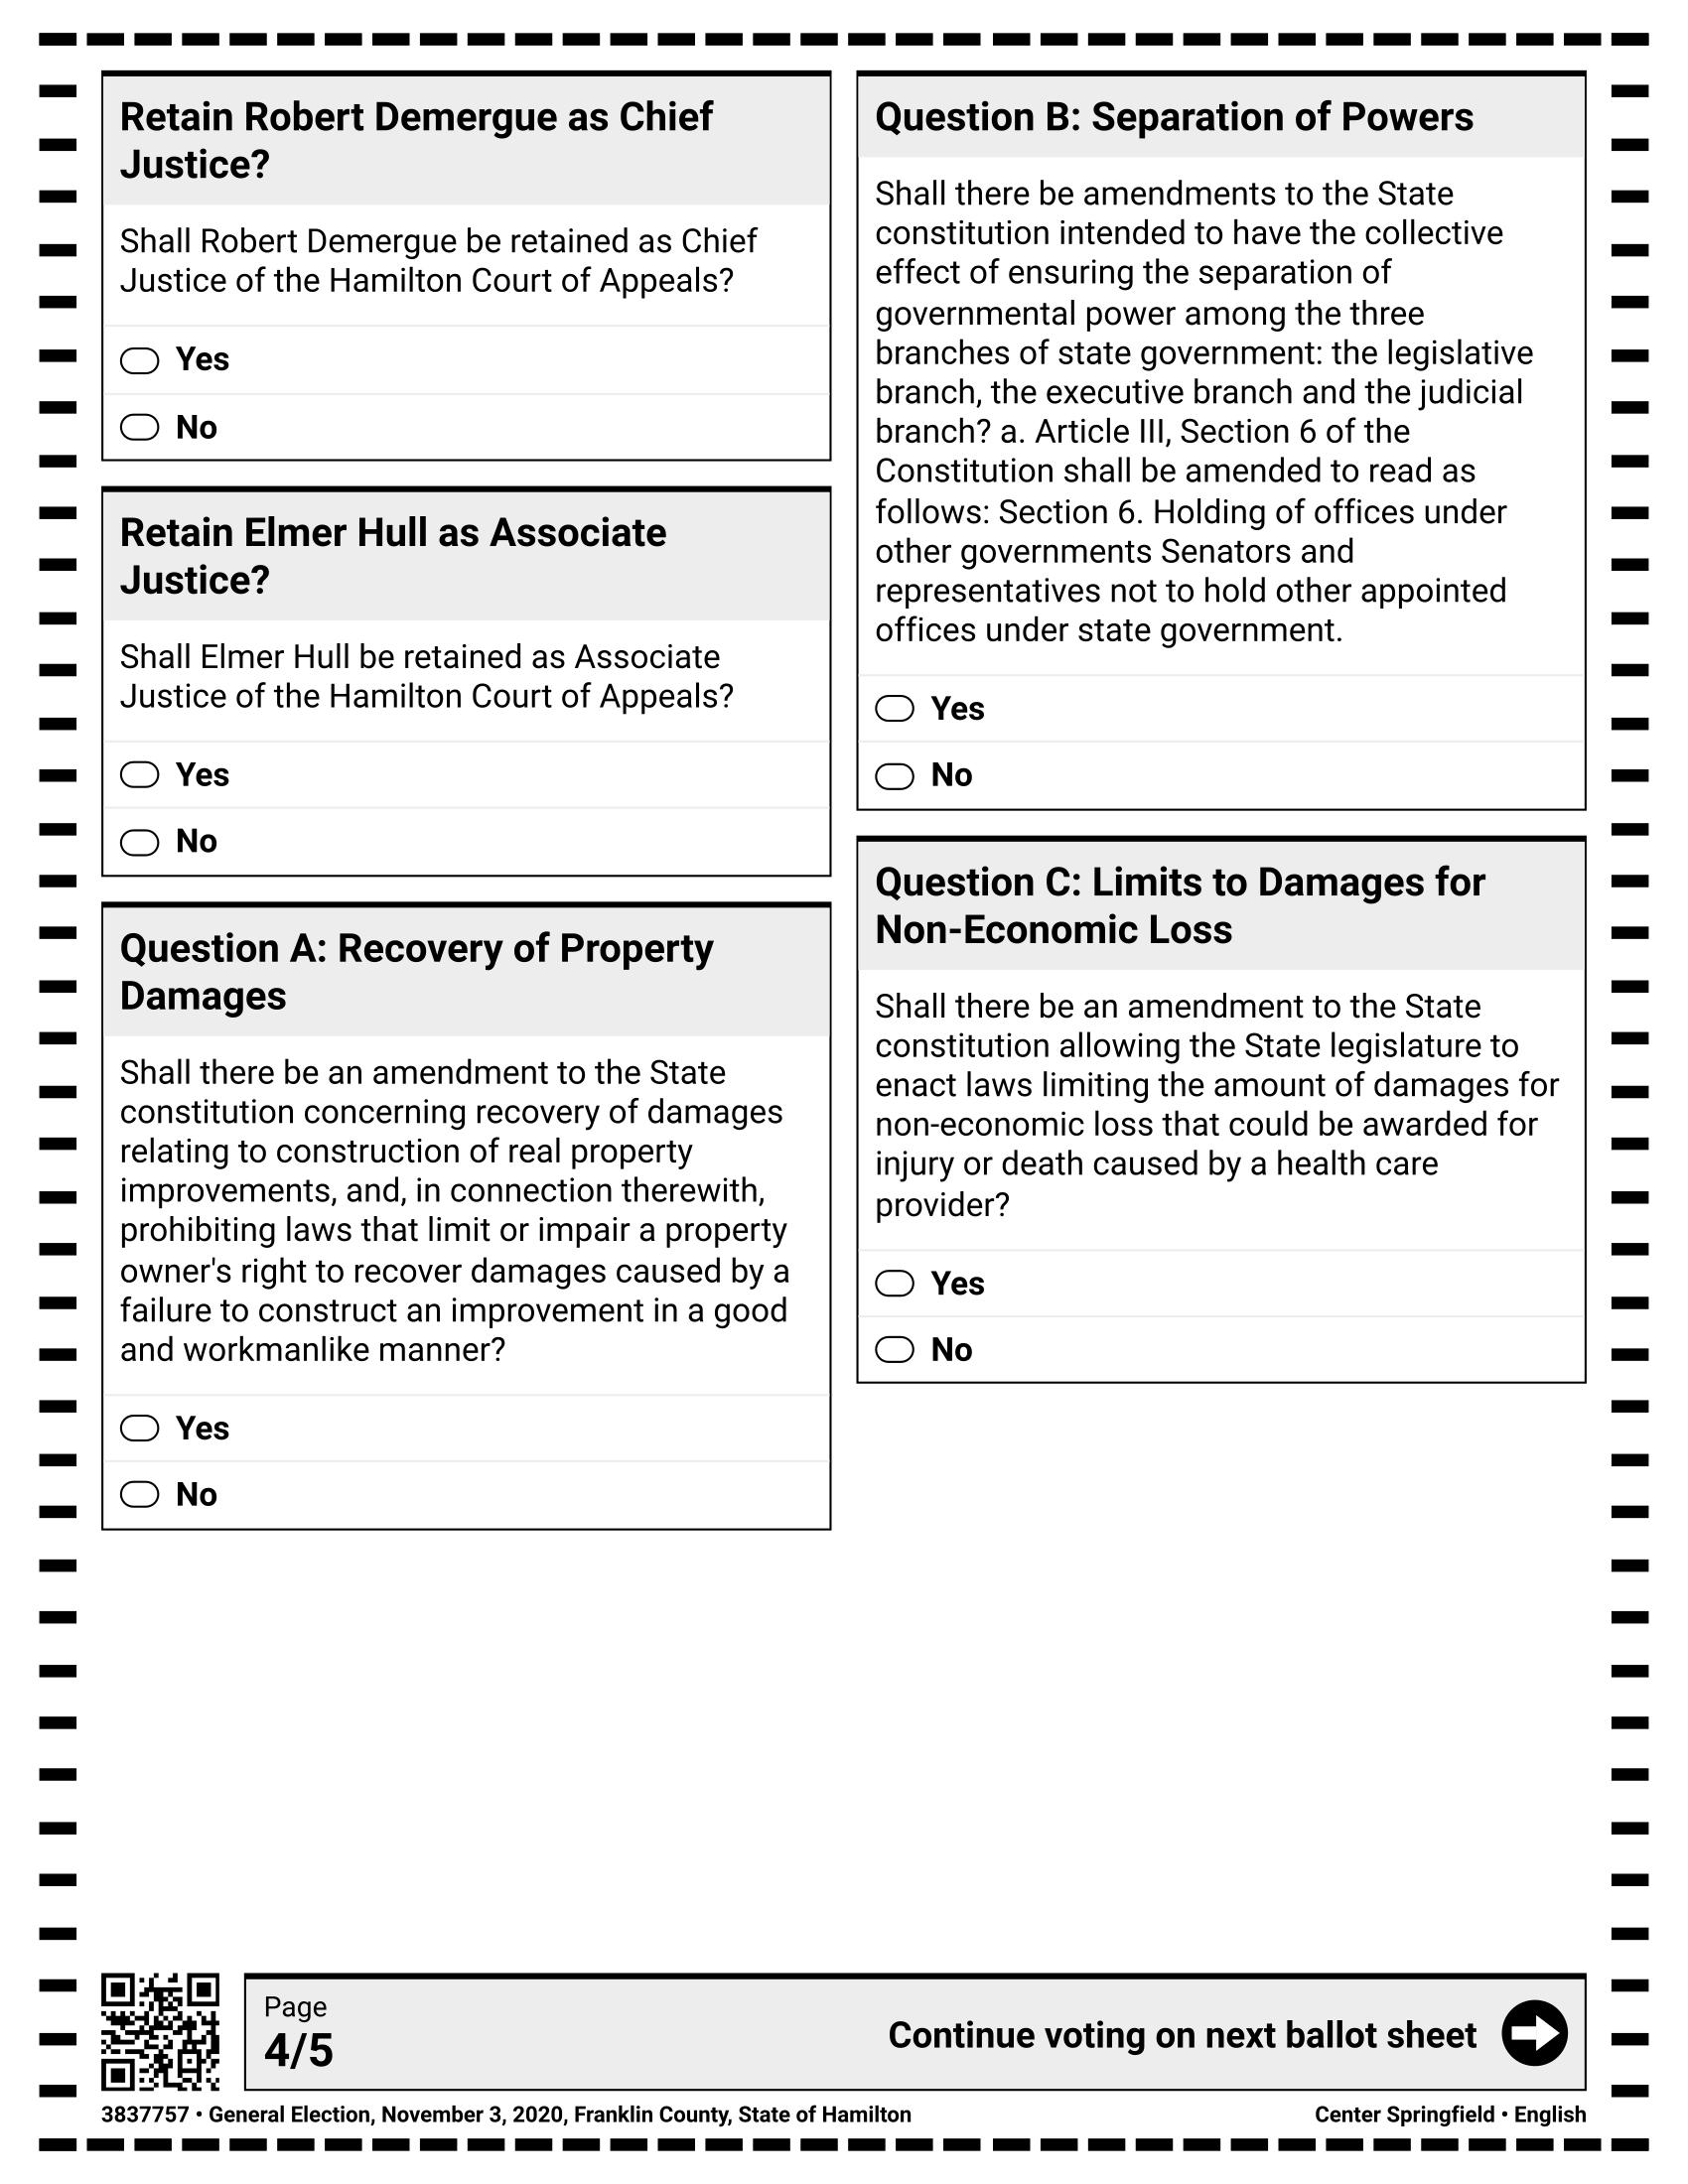 Retain Robert Demergue as Chief
Justice?
Shall Robert Demergue be retained as Chief
Justice of the Hamilton Court of Appeals?
Yes
No
Retain Elmer Hull as Associate
Justice?
Shall Elmer Hull be retained as Associate
Justice of the Hamilton Court of Appeals?
Yes
No
Question A: Recovery of Property
Damages
Shall there be an amendment to the State
constitution concerning recovery of damages
relating to construction of real property
improvements, and, in connection therewith,
prohibiting laws that limit or impair a property
owner's right to recover damages caused by a
failure to construct an improvement in a good
and workmanlike manner?
Yes
No
Question B: Separation of Powers
Shall there be amendments to the State
constitution intended to have the collective
effect of ensuring the separation of
governmental power among the three
branches of state government: the legislative
branch, the executive branch and the judicial
branch? a. Article III, Section 6 of the
Constitution shall be amended to read as
follows: Section 6. Holding of offices under
other governments Senators and
representatives not to hold other appointed
offices under state government.
Yes
No
Question C: Limits to Damages for
Non-Economic Loss
Shall there be an amendment to the State
constitution allowing the State legislature to
enact laws limiting the amount of damages for
non-economic loss that could be awarded for
injury or death caused by a health care
provider?
Yes
No
Page
4/5
Continue voting on next ballot sheet
3837757 • General Election, November 3, 2020, Franklin County, State of Hamilton
Center Springfield • English